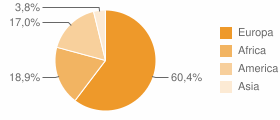 3,8%
17,0%
18,9%
60,4%
Europa
Africa
America
Asia